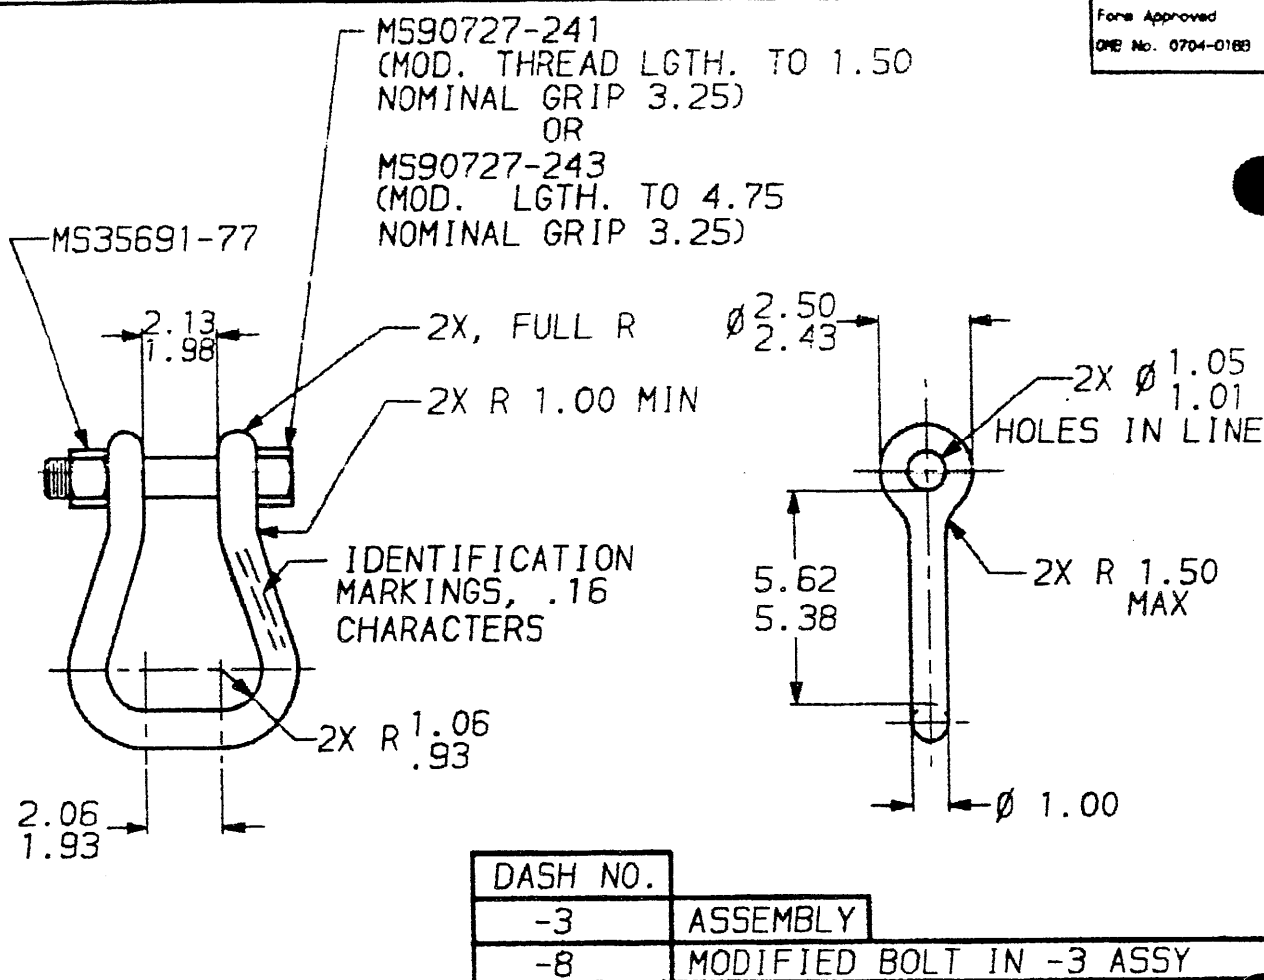 Form Approved
OMB No. 0704-0188
MS90727-241
(MOD. THREAD LGTH. TO 1.50
NOMINAL GRIP 3.25)
OR
MS90727-243
(MOD. LGTH. TO 4.75
NOMINAL GRIP 3.25)
MS35691-77
2.13
1.98
2X, FULL R
2X R 1.00 MIN
Ø 2.50
2.43
2X Ø 1.05
1.01
HOLES IN LINE
IDENTIFICATION
MARKINGS, .16
CHARACTERS
5.62
5.38
2X R 1.50
MAX
2X R 1.06
.93
2.06
1.93
Ø 1.00
DASH NO.
-3 ASSEMBLY
-8 MODIFIED BOLT IN -3 ASSY